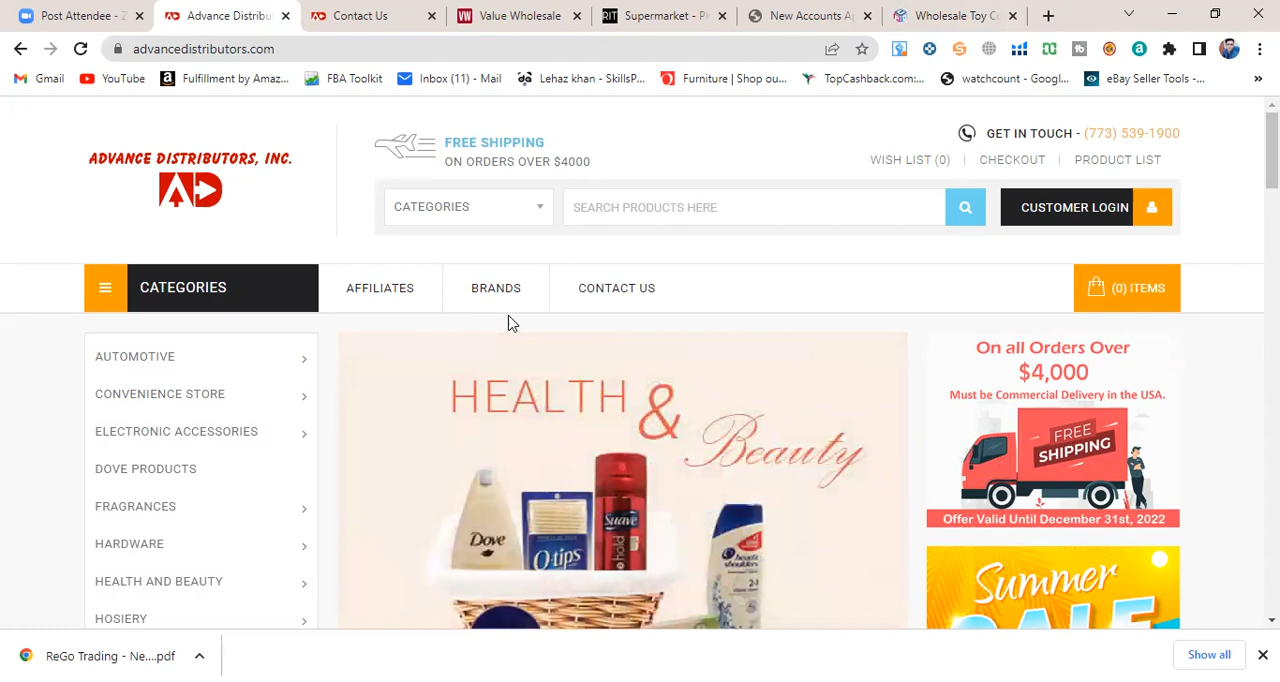 Post Attendee - Z
Advance Distribu
Contact Us
Value Wholesale
Supermarket - P
New Accounts A
Wholesale Toy C
advancedistributors.com
Gmail
YouTube
Fulfillment by Amaz...
FBA Toolkit
Inbox (11) - Mail
Lehaz khan - SkillsP...
Furniture | Shop ou...
TopCashback.com:...
watchcount - Googl...
eBay Seller Tools -...
»
ADVANCE DISTRIBUTORS, INC.
AD
FREE SHIPPING
ON ORDERS OVER $4000
GET IN TOUCH - (773) 539-1900
WISH LIST (0) | CHECKOUT | PRODUCT LIST
CATEGORIES
SEARCH PRODUCTS HERE
CUSTOMER LOGIN
CATEGORIES
AFFILIATES
BRANDS
CONTACT US
(0) ITEMS
AUTOMOTIVE
CONVENIENCE STORE
ELECTRONIC ACCESSORIES
DOVE PRODUCTS
FRAGRANCES
HARDWARE
HEALTH AND BEAUTY
HOSIERY
HEALTH & Beauty
Dove
Q-tips
Suave
hold
head & shoulders
2in1
On all Orders Over
$4,000
Must be Commercial Delivery in the USA.
FREE
SHIPPING
Offer Valid Until December 31st, 2022
Summer
SALE
ReGo Trading - Ne....pdf
Show all